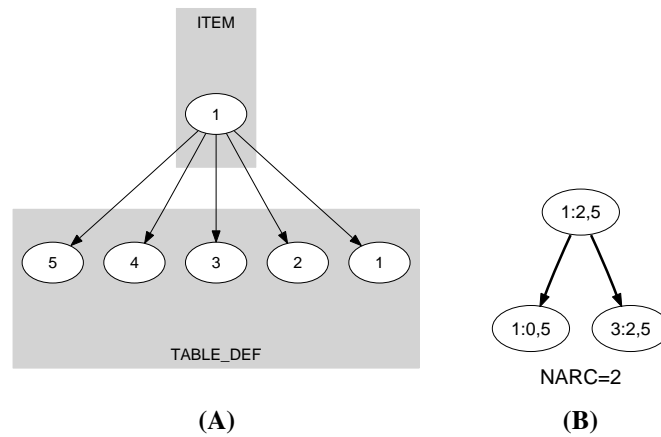 ITEM
1
5 4 3 2 1
TABLE_DEF
(A)
1:2,5
1:0,5 3:2,5
NARC=2
(B)